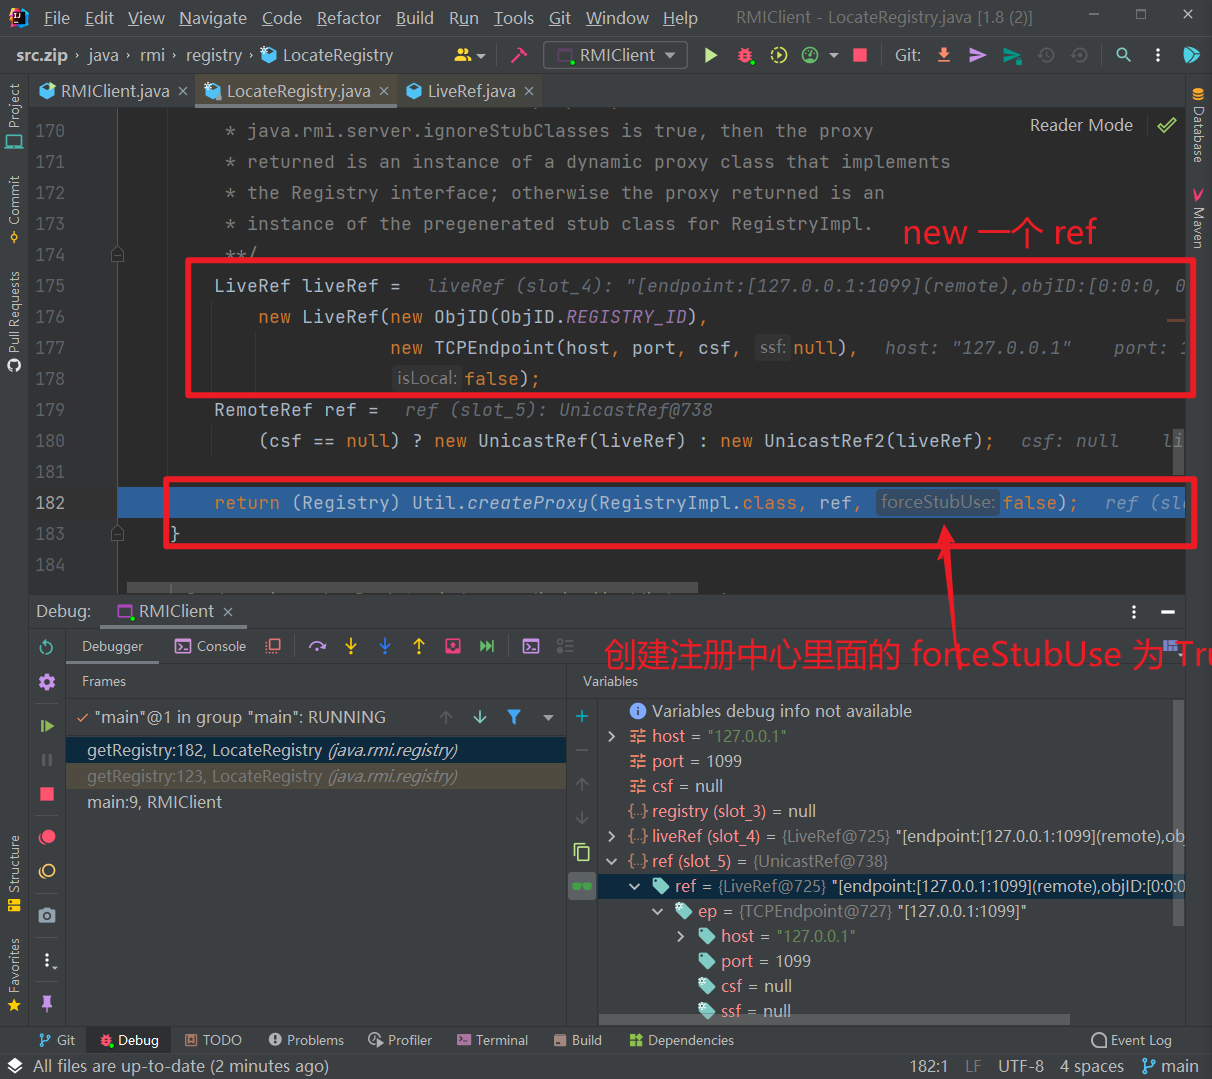 File Edit View Navigate Code Refactor Build Run Tools Git Window Help RMIClient - LocateRegistry.java [1.8 (2)]
src.zip › java › rmi › registry › LocateRegistry RMIClient Git:
RMIClient.java LocateRegistry.java LiveRef.java
Reader Mode
170 * java.rmi.server.ignoreStubClasses is true, then the proxy
171 * returned is an instance of a dynamic proxy class that implements
172 * the Registry interface; otherwise the proxy returned is an
173 * instance of the pregenerated stub class for RegistryImpl.
new 一个 ref
174 **/
175 LiveRef liveRef = liveRef (slot_4): "[endpoint:[127.0.0.1:1099](remote),objID:[0:0:0, 0
176 new LiveRef(new ObjID(ObjID.REGISTRY_ID),
177 new TCPEndpoint(host, port, csf, ssf: null), host: "127.0.0.1" port: 1
178 isLocal: false);
179 RemoteRef ref = ref (slot_5): UnicastRef@738
180 (csf == null) ? new UnicastRef(liveRef) : new UnicastRef2(liveRef); csf: null li
181
182 return (Registry) Util.createProxy(RegistryImpl.class, ref, forceStubUse: false); ref (slo
183 }
184
Debug: RMIClient
Debugger Console
创建注册中心里面的 forceStubUse 为 Tru
Frames Variables
"main"@1 in group "main": RUNNING
getRegistry:182, LocateRegistry (java.rmi.registry)
getRegistry:123, LocateRegistry (java.rmi.registry)
main:9, RMIClient
Variables debug info not available
host = "127.0.0.1"
port = 1099
csf = null
registry (slot_3) = null
liveRef (slot_4) = {LiveRef@725} "[endpoint:[127.0.0.1:1099](remote),ob
ref (slot_5) = {UnicastRef@738}
ref = {LiveRef@725} "[endpoint:[127.0.0.1:1099](remote),objID:[0:0:0
ep = {TCPEndpoint@727} "[127.0.0.1:1099]"
host = "127.0.0.1"
port = 1099
csf = null
ssf = null
Project
Commit
Pull Requests
Structure
Favorites
Database
Maven
Git Debug TODO Problems Profiler Terminal Build Dependencies Event Log
All files are up-to-date (2 minutes ago) 182:1 LF UTF-8 4 spaces main